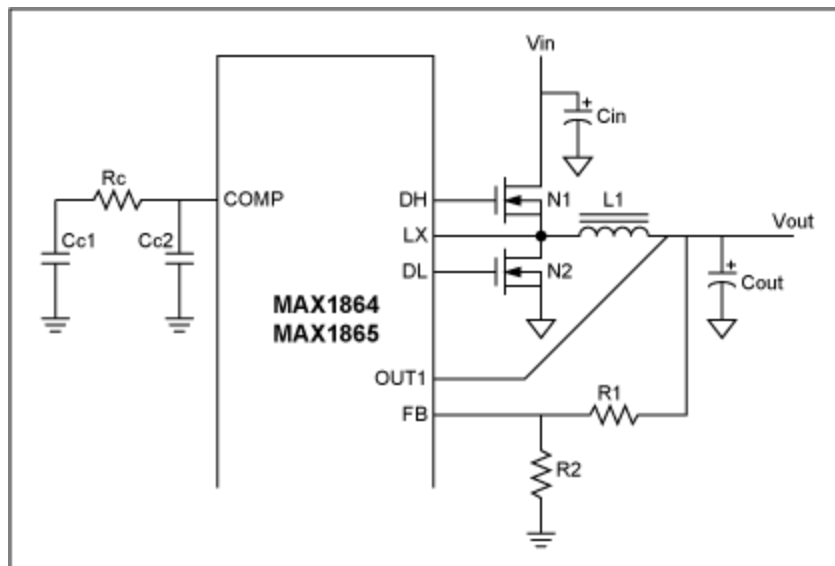 Vin
+
Cin
Rc
COMP
DH
N1
L1
Vout
LX
Cc1
Cc2
DL
N2
+
Cout
MAX1864
MAX1865
OUT1
R1
FB
R2